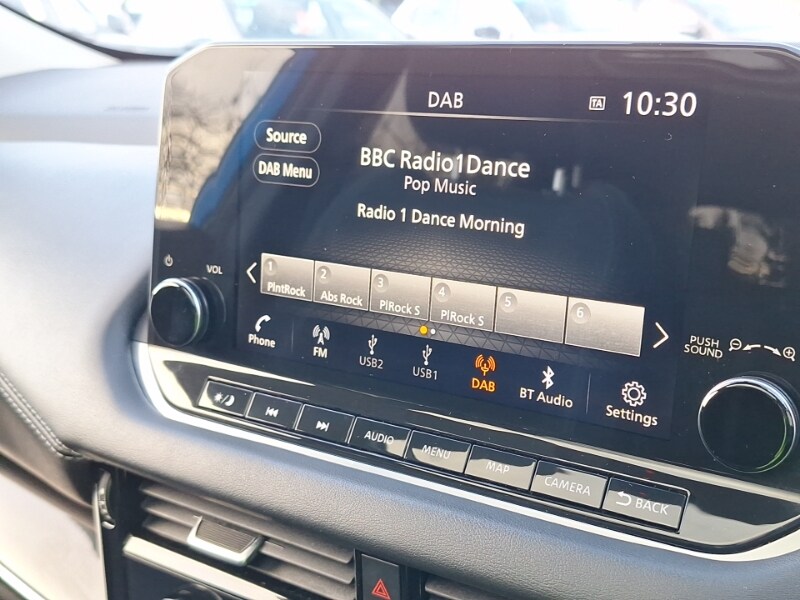 DAB
TA 10:30
Source
DAB Menu
BBC Radio1Dance
Pop Music
Radio 1 Dance Morning
1 PlntRock
2 Abs Rock
3 PlRock S
4 PlRock S
5
6
Phone
FM
USB2
USB1
DAB
BT Audio
Settings
VOL
PUSH
SOUND
AUDIO
MENU
MAP
CAMERA
BACK